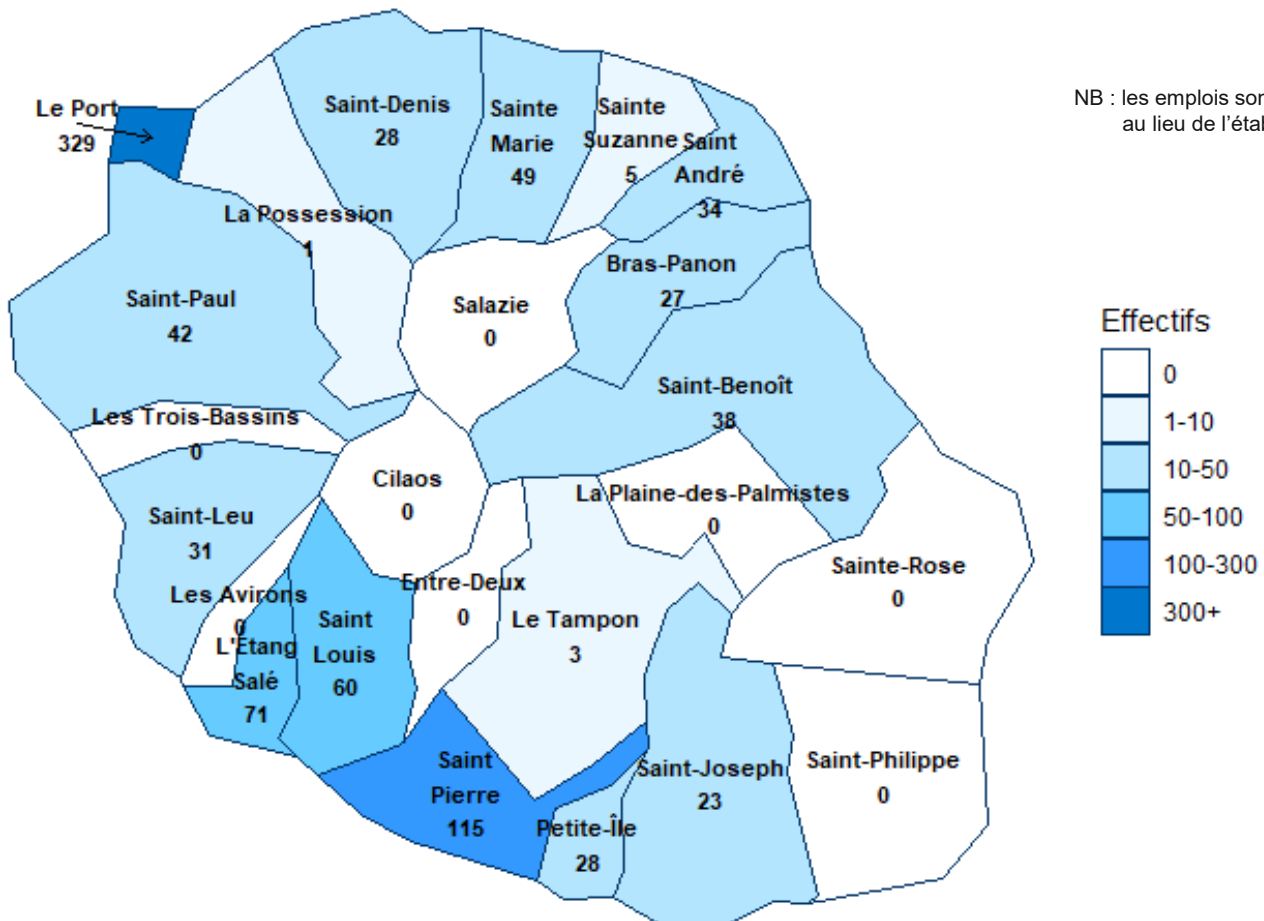 Le Port
329
Saint-Denis
28
Sainte
Marie
49
Sainte
Suzanne
5
Saint
André
34
NB : les emplois
au lieu de
La Possession
1
Bras-Panon
27
Saint-Paul
42
Salazie
0
Saint-Benoît
38
Les Trois-Bassins
0
Cilaos
0
La Plaine-des-Palmistes
0
Saint-Leu
31
Sainte-Rose
0
Les Avirons
0
Entre-Deux
0
L'Etang
Salé
71
Saint
Louis
60
Le Tampon
3
Saint
Pierre
115
Petite-Île
28
Saint-Joseph
23
Saint-Philippe
0
Effectifs
0
1-10
10-50
50-100
100-300
300+